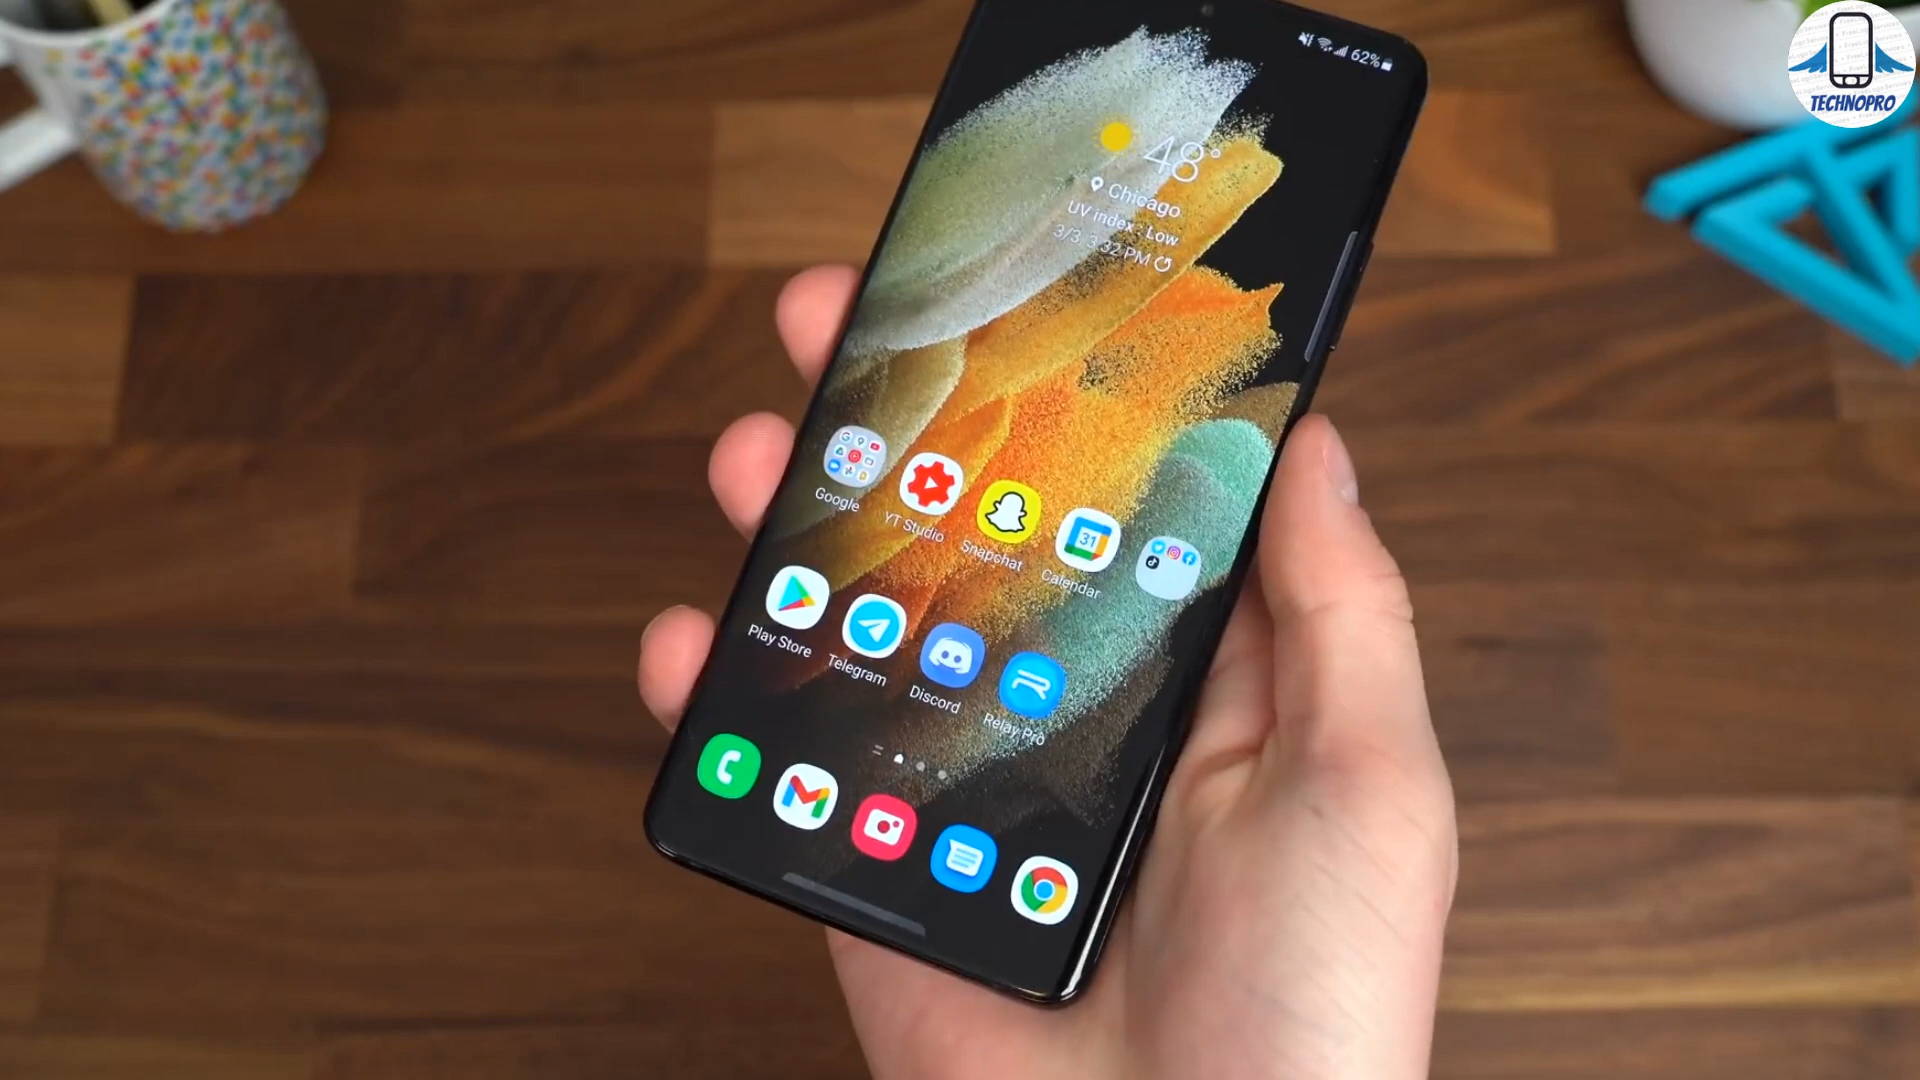 62%
TECHNOPRO
48°
Chicago
UV index : Low
3/3 3:32 PM
Google
YT Studio
Snapchat
31
Calendar
Play Store
Telegram
Discord
Relay Pro